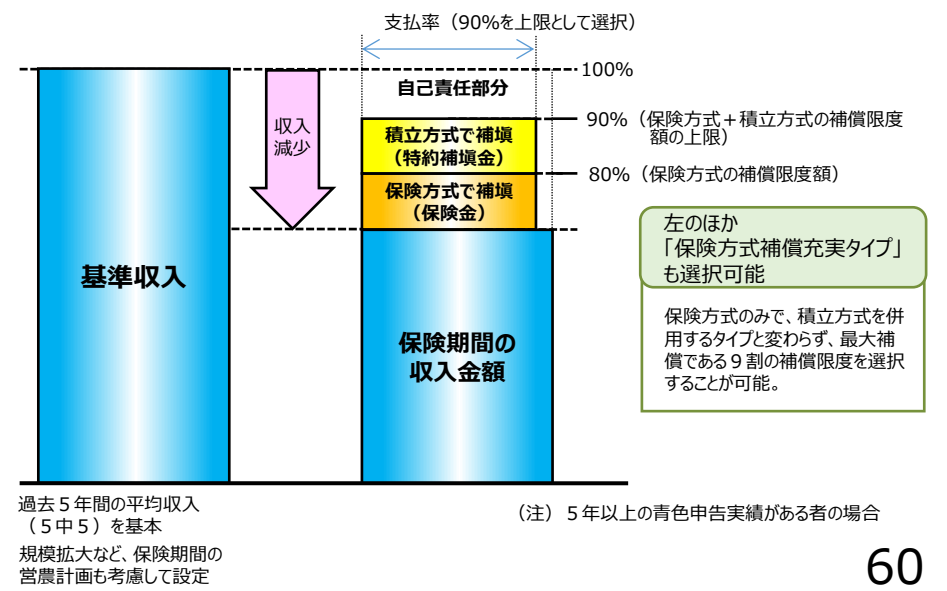 支払率（90%を上限として選択）
100%
自己責任部分
収入
減少
90%（保険方式＋積立方式の補償限度
額の上限）
積立方式で補塡
（特約補塡金）
80%（保険方式の補償限度額）
保険方式で補塡
（保険金）
左のほか
「保険方式補償充実タイプ」
も選択可能
基準収入
保険期間の
収入金額
保険方式のみで、積立方式を併
用するタイプと変わらず、最大補
償である９割の補償限度を選択
することが可能。
過去５年間の平均収入
（５中５）を基本
規模拡大など、保険期間の
営農計画も考慮して設定
（注）５年以上の青色申告実績がある者の場合
60